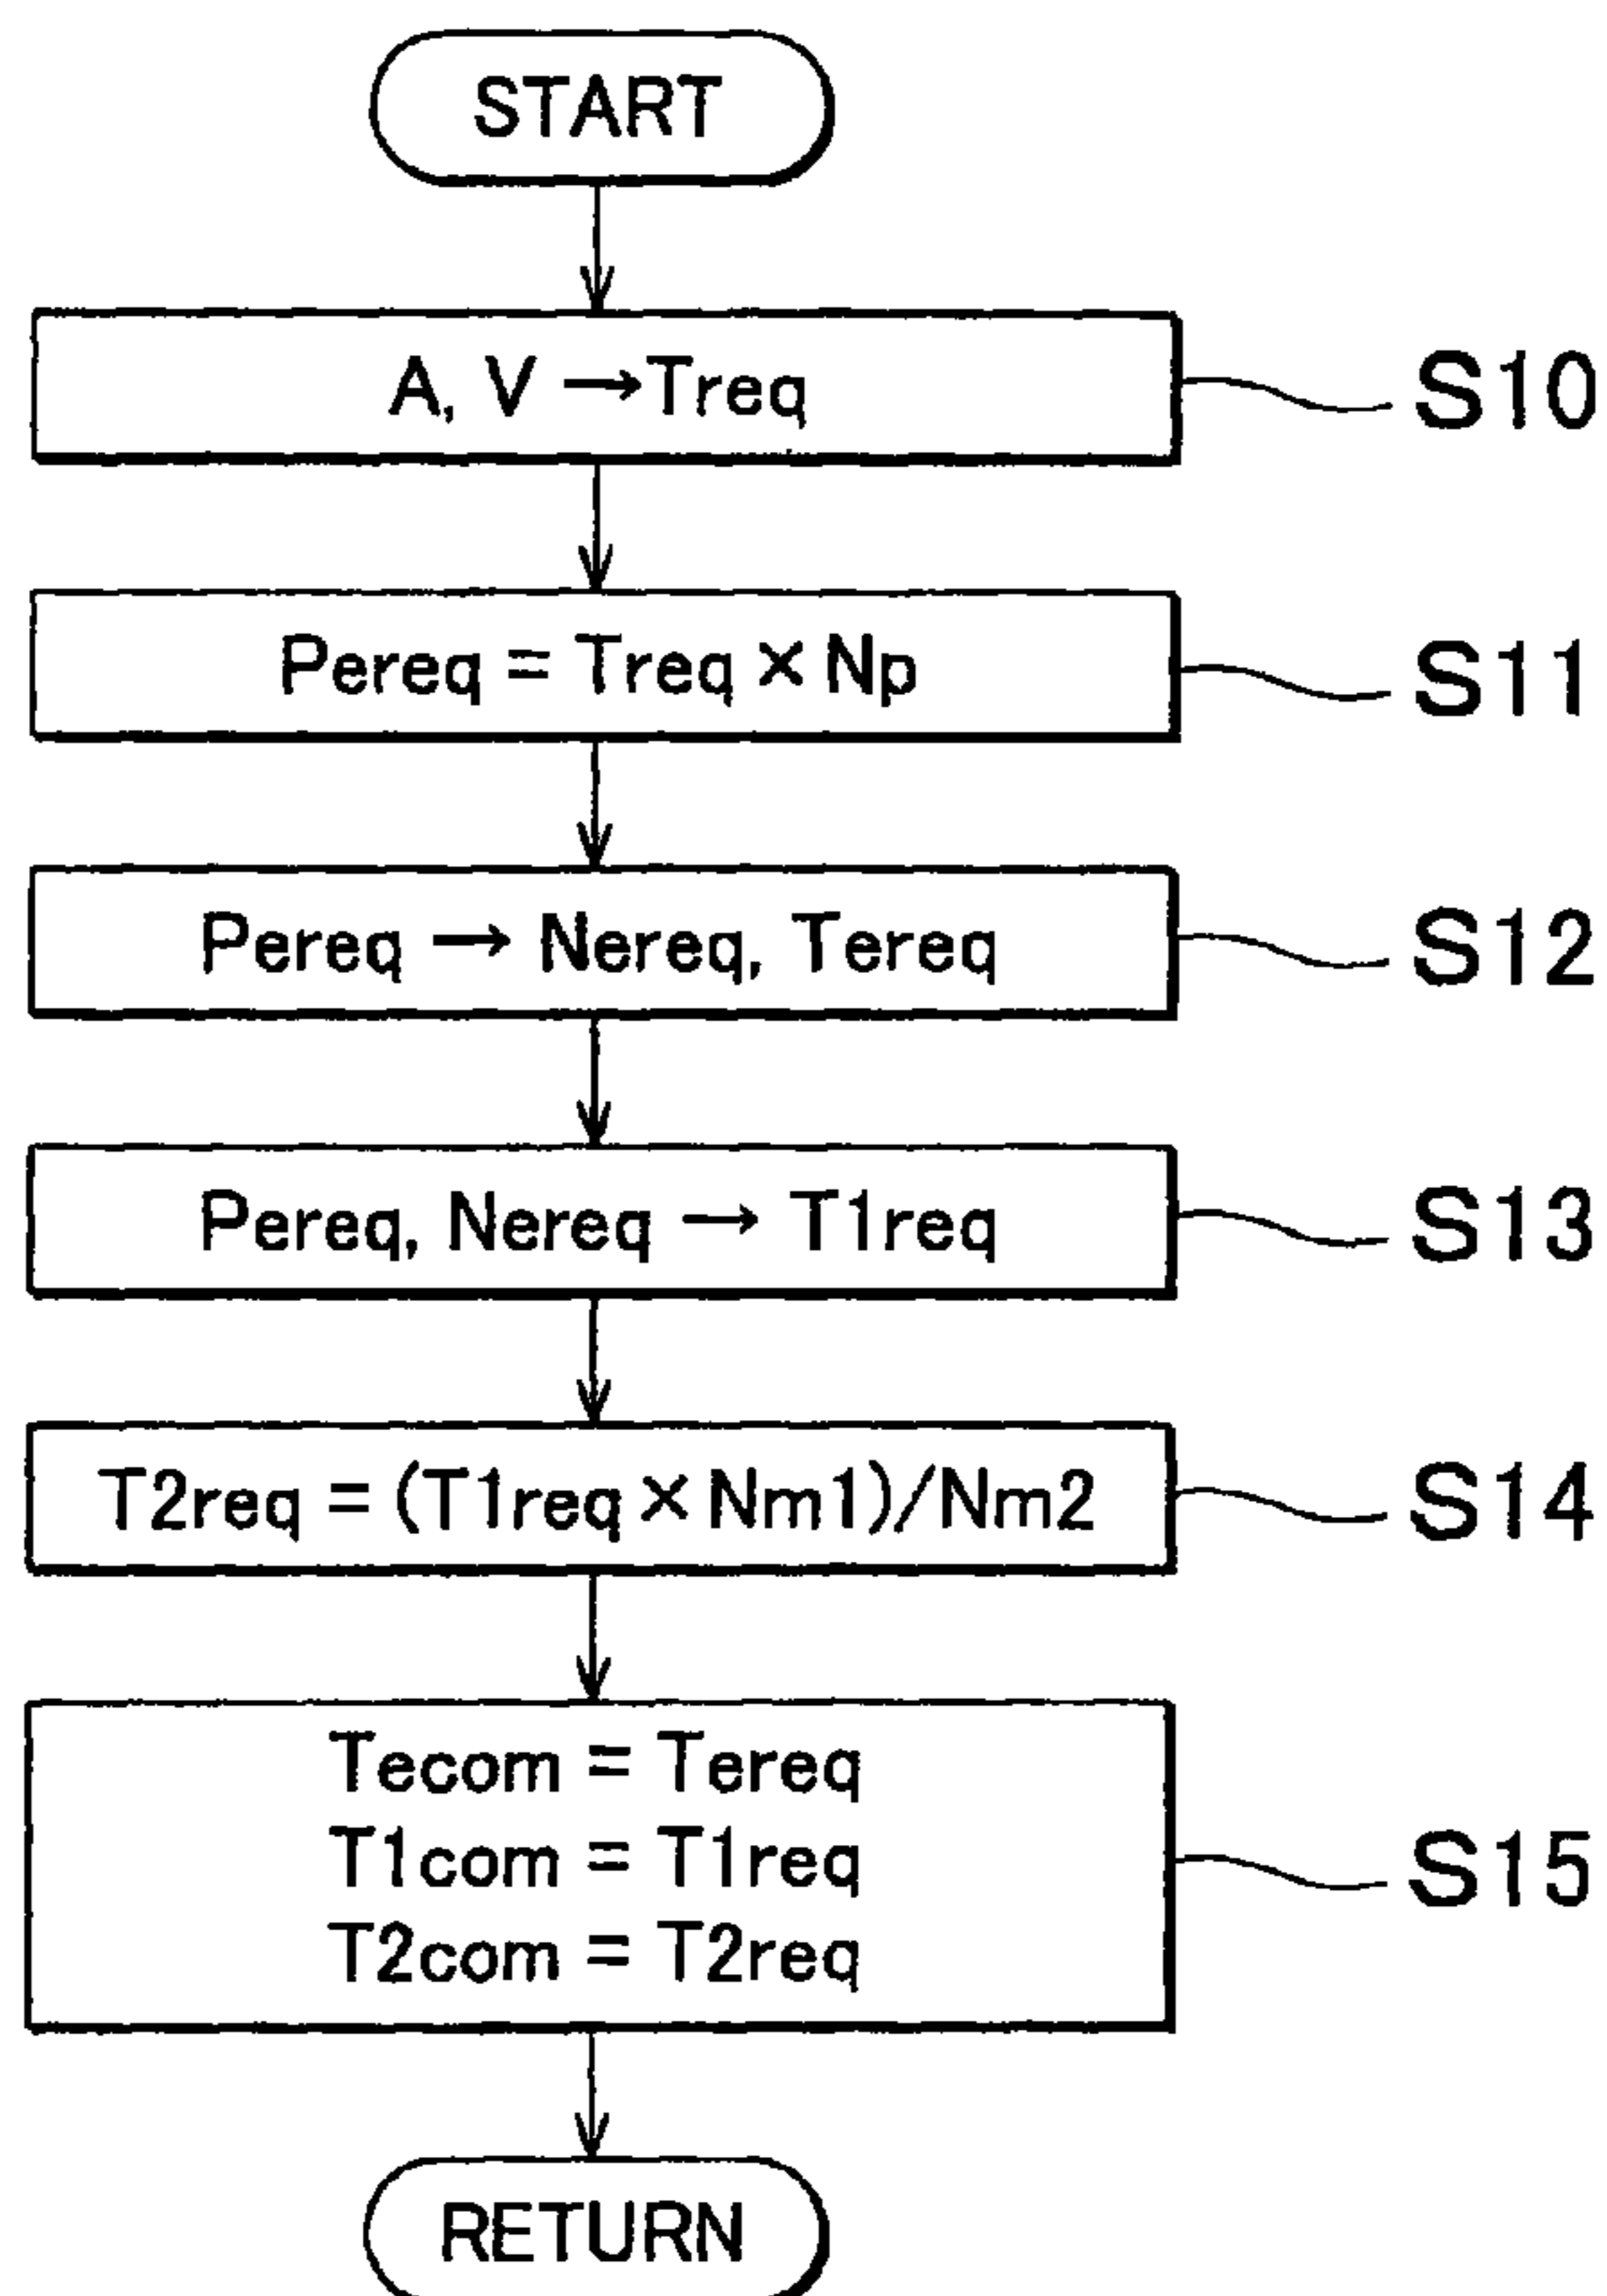 START
A, V → Treq
S10
Pereq = Treq × Np
S11
Pereq → Nereq, Tereq
S12
Pereq, Nereq → T1req
S13
T2req = (T1req × Nm1)/Nm2
S14
Tecom = Tereq
T1com = T1req
T2com = T2req
S15
RETURN